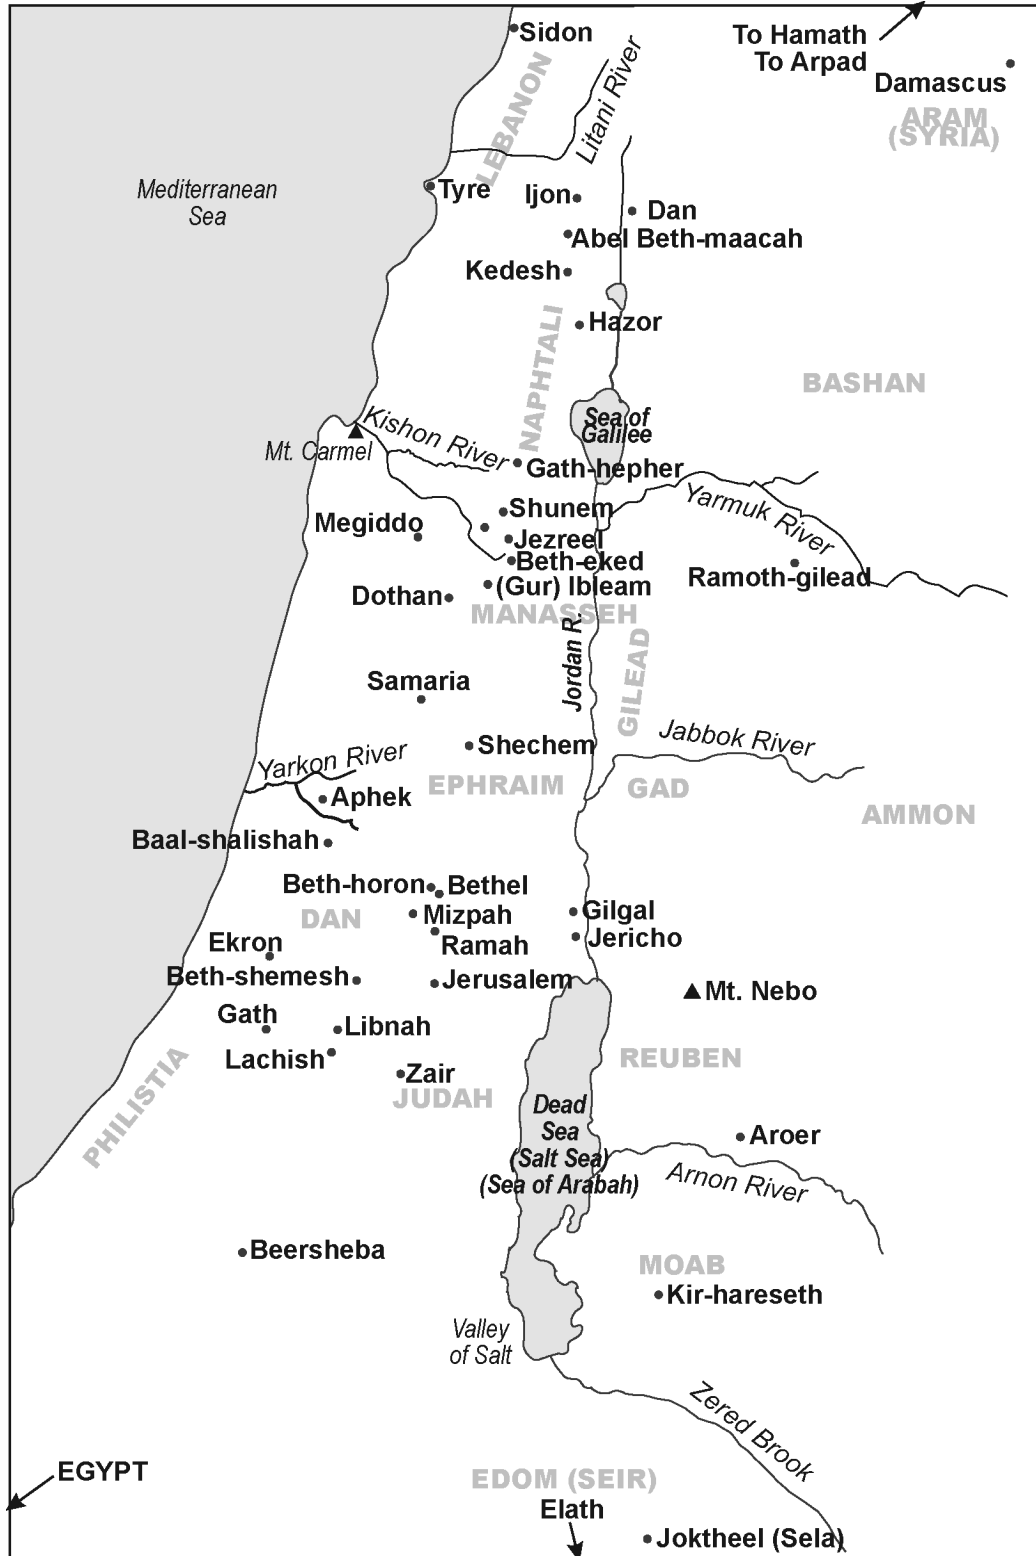 Sidon
To Hamath
To Arpad
Damascus
ARAM
(SYRIA)
LEBANON
Litani River
Mediterranean
Sea
Tyre
Ijon
Dan
Abel Beth-maacah
Kedesh
Hazor
NAPHTALI
BASHAN
Sea of
Galilee
Kishon River
Mt. Carmel
Gath-hepher
Yarmuk River
Shunem
Megiddo
Jezreel
Beth-eked
Ramoth-gilead
(Gur) Ibleam
Dothan
MANASSEH
Jordan R.
GILEAD
Samaria
Shechem
Jabbok River
Yarkon River
EPHRAIM
GAD
Aphek
AMMON
Baal-shalishah
Beth-horon
Bethel
DAN
Mizpah
Gilgal
Ramah
Jericho
Ekron
Beth-shemesh
Jerusalem
Mt. Nebo
Gath
Libnah
Lachish
REUBEN
Zair
JUDAH
PHILISTIA
Dead
Sea
(Salt Sea)
(Sea of Arabah)
Aroer
Arnon River
Beersheba
MOAB
Kir-hareseth
Valley
of Salt
Zered Brook
EGYPT
EDOM (SEIR)
Elath
Joktheel (Sela)